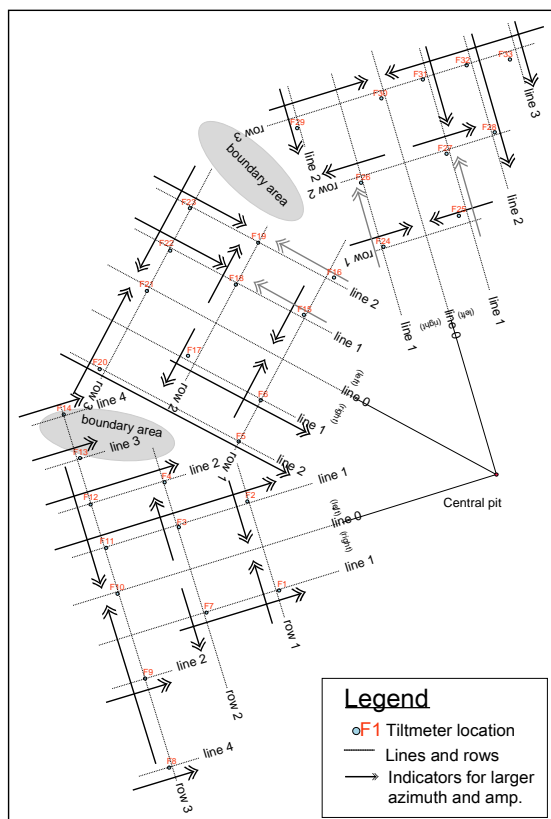 F33
F32
F31
F30
F29
line 3
row 3
F28
F27
line 2
boundary area
row 2
F26
F23
F25
line 2
F19
F24
row 1
F22
F16
F18
line 2
F21
F15
(left)
line 1
line 0
(right)
line 1
line 1
F17
F20
(left)
line 0
row 3
row 2
F6
line 4
(right)
line 1
F14
boundary area
F5
line 3
row 1
line 2
F13
F4
line 2
line 1
Central pit
F12
F2
(left)
line 0
F3
(right)
F11
line 1
F10
F1
F7
row 1
line 2
F9
row 2
line 4
F8
row 3
Legend
F1 Tiltmeter location
Lines and rows
Indicators for larger
azimuth and amp.